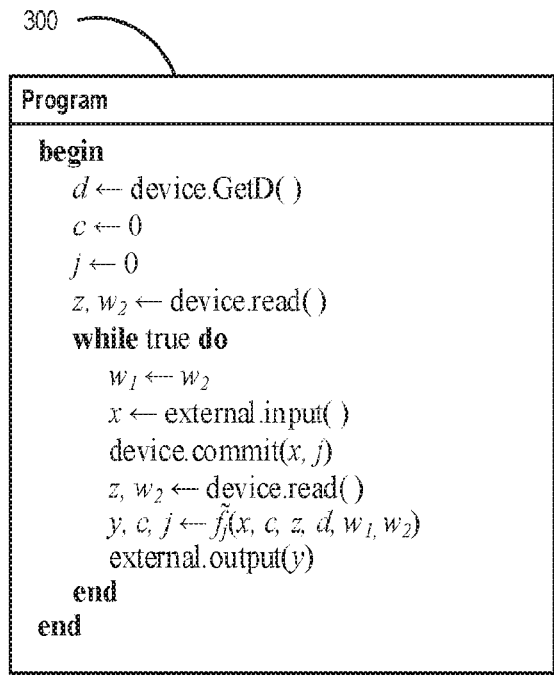 300
Program
begin
d ← device.GetD( )
c ← 0
j ← 0
z, w₂ ← device.read( )
while true do
w₁ ← w₂
x ← external.input( )
device.commit(x, j)
z, w₂ ← device.read()
y, c, j ← f̃ⱼ(x, c, z, d, w₁, w₂)
external.output(y)
end
end